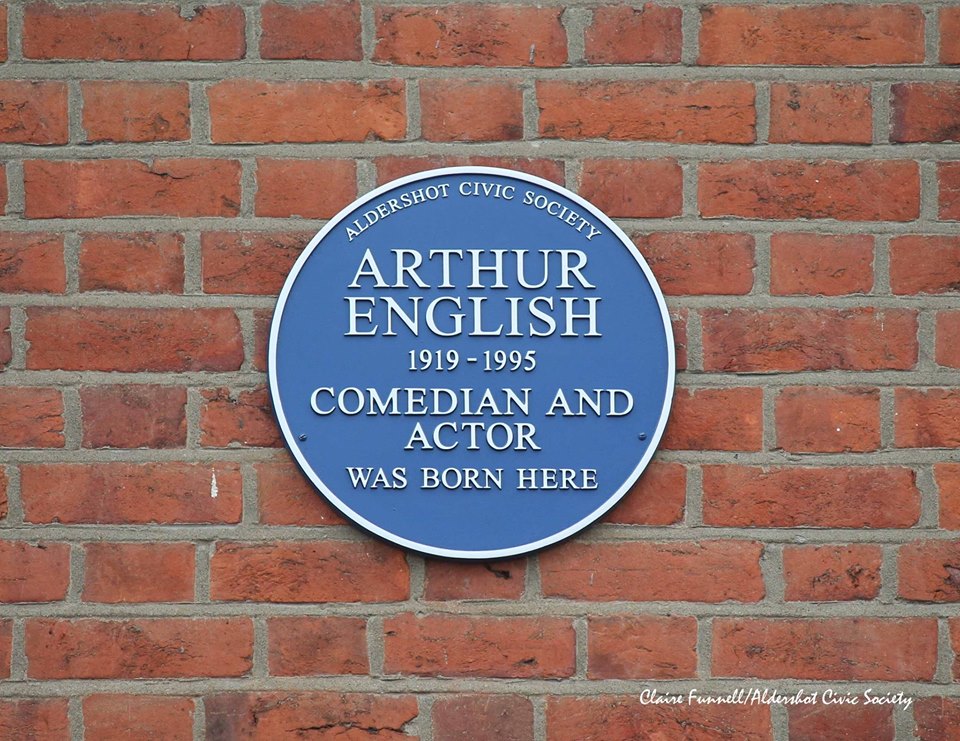 ALDERSHOT CIVIC SOCIETY
ARTHUR
ENGLISH
1919 - 1995
COMEDIAN AND
ACTOR
WAS BORN HERE
Claire Funnell/Aldershot Civic Society